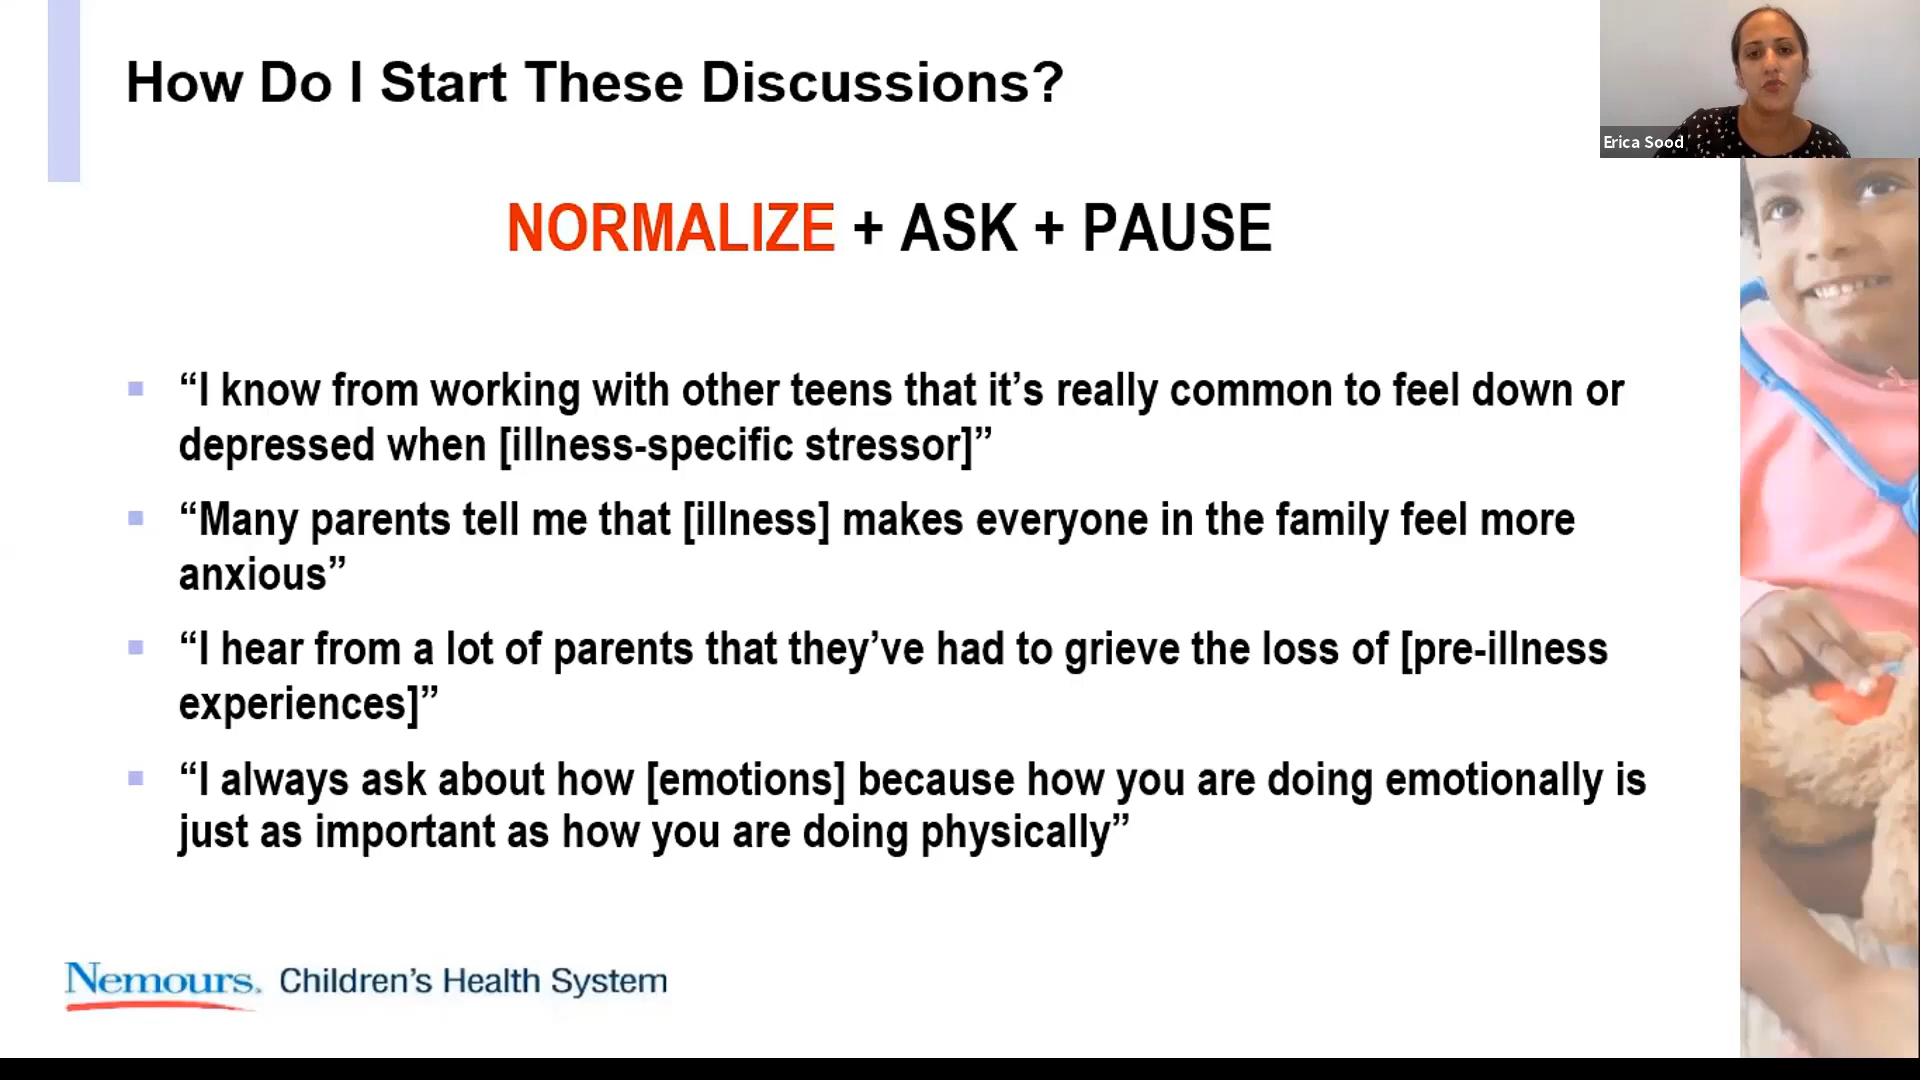 How Do I Start These Discussions?
Erica Sood
NORMALIZE + ASK + PAUSE
“I know from working with other teens that it’s really common to feel down or
depressed when [illness-specific stressor]”
“Many parents tell me that [illness] makes everyone in the family feel more
anxious”
“I hear from a lot of parents that they’ve had to grieve the loss of [pre-illness
experiences]”
“I always ask about how [emotions] because how you are doing emotionally is
just as important as how you are doing physically”
Nemours. Children’s Health System